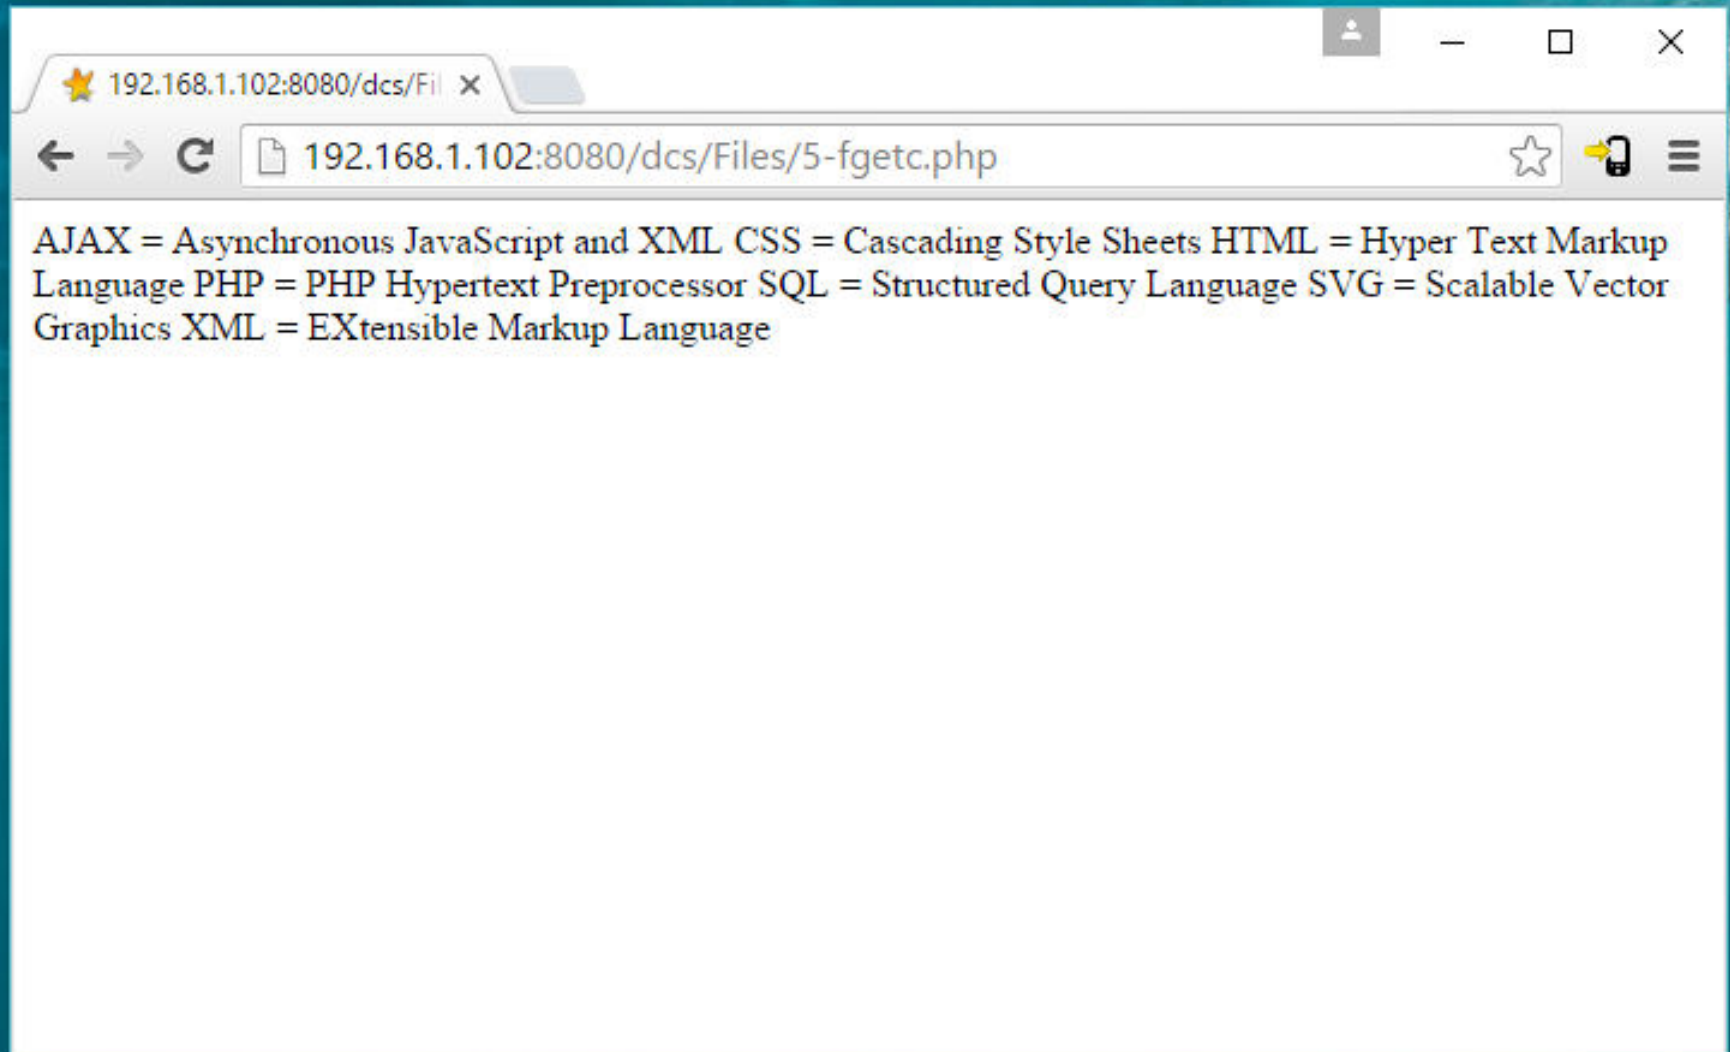 192.168.1.102:8080/dcs/Fil
192.168.1.102:8080/dcs/Files/5-fgetc.php
AJAX = Asynchronous JavaScript and XML CSS = Cascading Style Sheets HTML = Hyper Text Markup
Language PHP = PHP Hypertext Preprocessor SQL = Structured Query Language SVG = Scalable Vector
Graphics XML = EXtensible Markup Language